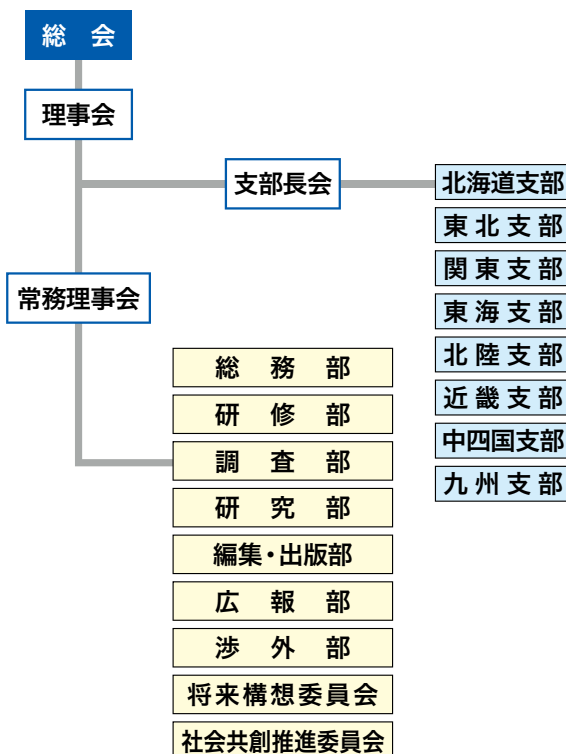 総会
理事会
支部長会
常務理事会
北海道支部
東北支部
関東支部
東海支部
北陸支部
近畿支部
中四国支部
九州支部
総務部
研修部
調査部
研究部
編集・出版部
広報部
渉外部
将来構想委員会
社会共創推進委員会